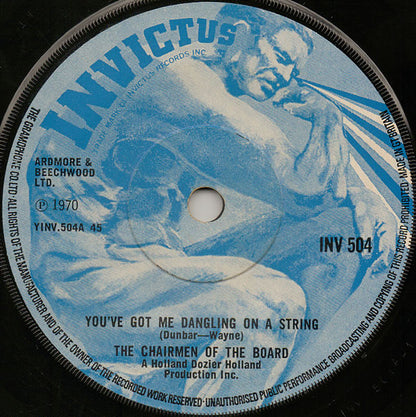 INVICTUS
TRADE MARK OF INVICTUS RECORDS INC.
THE GRAMOPHONE CO. LTD. ALL RIGHTS OF THE MANUFACTURER AND OF THE OWNER OF THE RECORDED WORK RESERVED · UNAUTHORISED PUBLIC PERFORMANCE BROADCASTING AND COPYING OF THIS RECORD PROHIBITED. MADE IN GT BRITAIN
ARDMORE &
BEECHWOOD
LTD.
℗ 1970
YINV.504A 45
INV 504
YOU'VE GOT ME DANGLING ON A STRING
(Dunbar—Wayne)
THE CHAIRMEN OF THE BOARD
A Holland Dozier Holland
Production Inc.